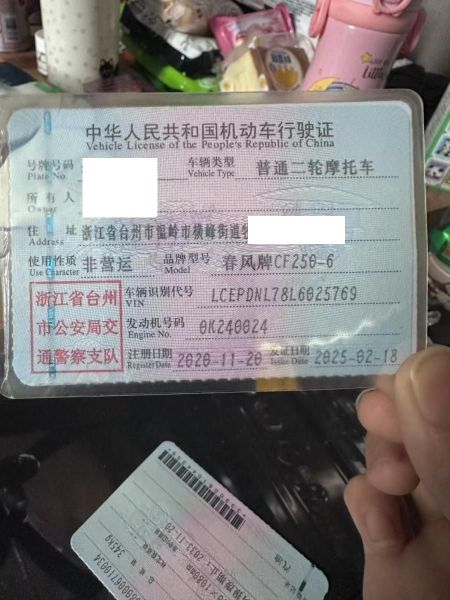 中华人民共和国机动车行驶证
Vehicle License of the People's Republic of China
号牌号码
Plate No.
车辆类型 普通二轮摩托车
Vehicle Type
所有人
Owner
住址 浙江省台州市温岭市横峰街道
Address
使用性质 非营运
Use Character
品牌型号 春风牌CF250-6
Model
浙江省台州
市公安局交
通警察支队
车辆识别代号 LCEPDNL78L6025769
VIN
发动机号码 0K240024
Engine No.
注册日期 2020-11-20
Register Date
发证日期 2025-02-18
Issue Date
Little
345kg
汽油